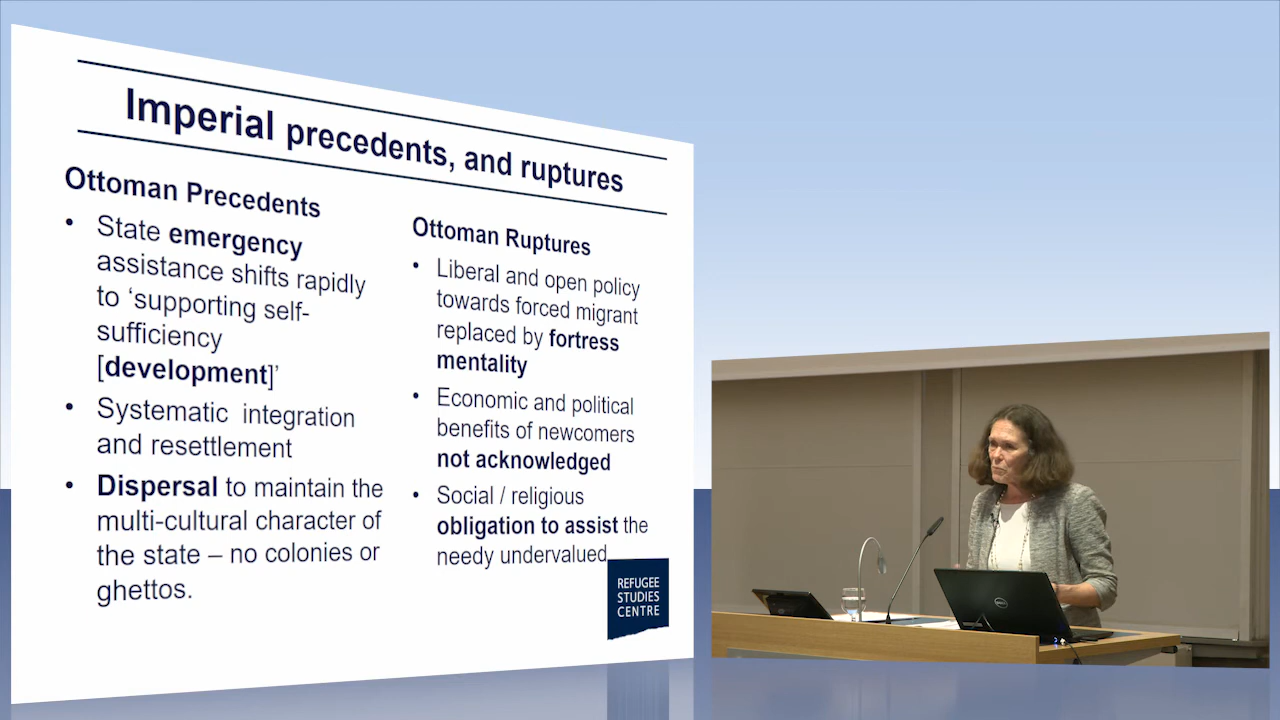 Imperial precedents, and ruptures
Ottoman Precedents
• State emergency
assistance shifts rapidly
to ‘supporting self-
sufficiency
[development]’
• Systematic integration
and resettlement
• Dispersal to maintain the
multi-cultural character of
the state – no colonies or
ghettos.
Ottoman Ruptures
• Liberal and open policy
towards forced migrant
replaced by fortress
mentality
• Economic and political
benefits of newcomers
not acknowledged
• Social / religious
obligation to assist the
needy undervalued
REFUGEE
STUDIES
CENTRE
DELL